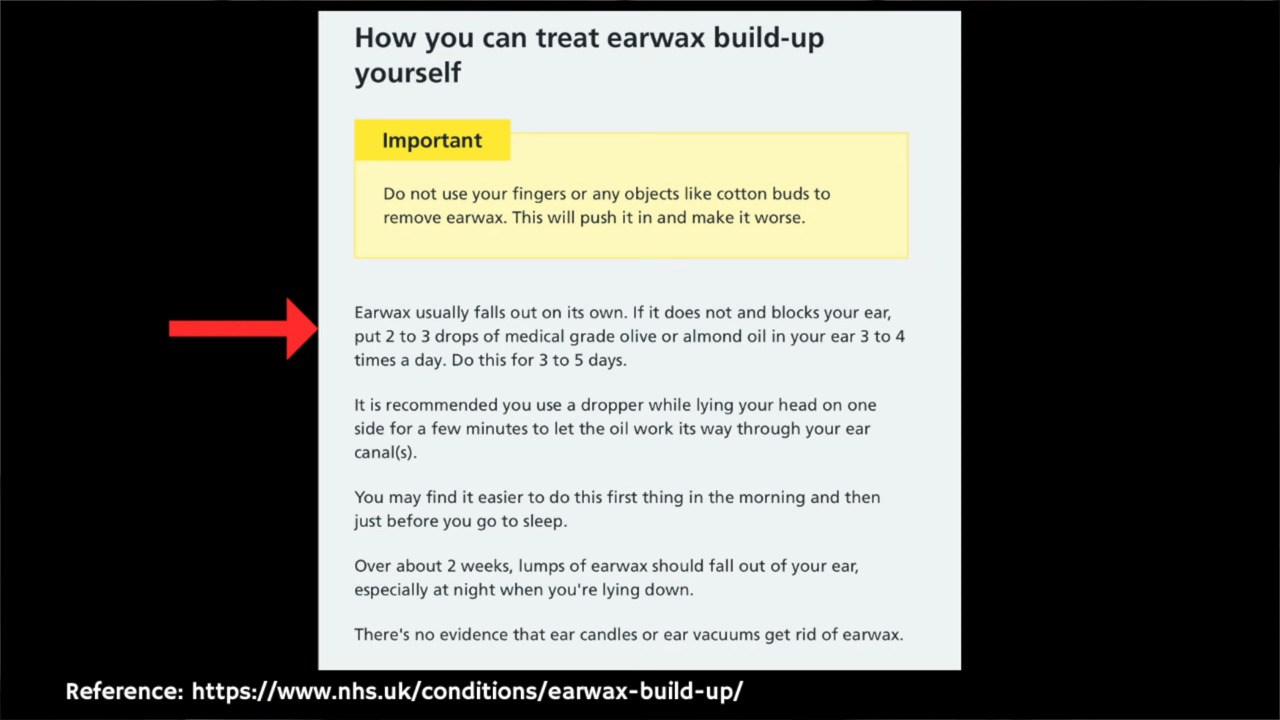 How you can treat earwax build-up
yourself
Important
Do not use your fingers or any objects like cotton buds to
remove earwax. This will push it in and make it worse.
Earwax usually falls out on its own. If it does not and blocks your ear,
put 2 to 3 drops of medical grade olive or almond oil in your ear 3 to 4
times a day. Do this for 3 to 5 days.
It is recommended you use a dropper while lying your head on one
side for a few minutes to let the oil work its way through your ear
canal(s).
You may find it easier to do this first thing in the morning and then
just before you go to sleep.
Over about 2 weeks, lumps of earwax should fall out of your ear,
especially at night when you're lying down.
There's no evidence that ear candles or ear vacuums get rid of earwax.
Reference: https://www.nhs.uk/conditions/earwax-build-up/